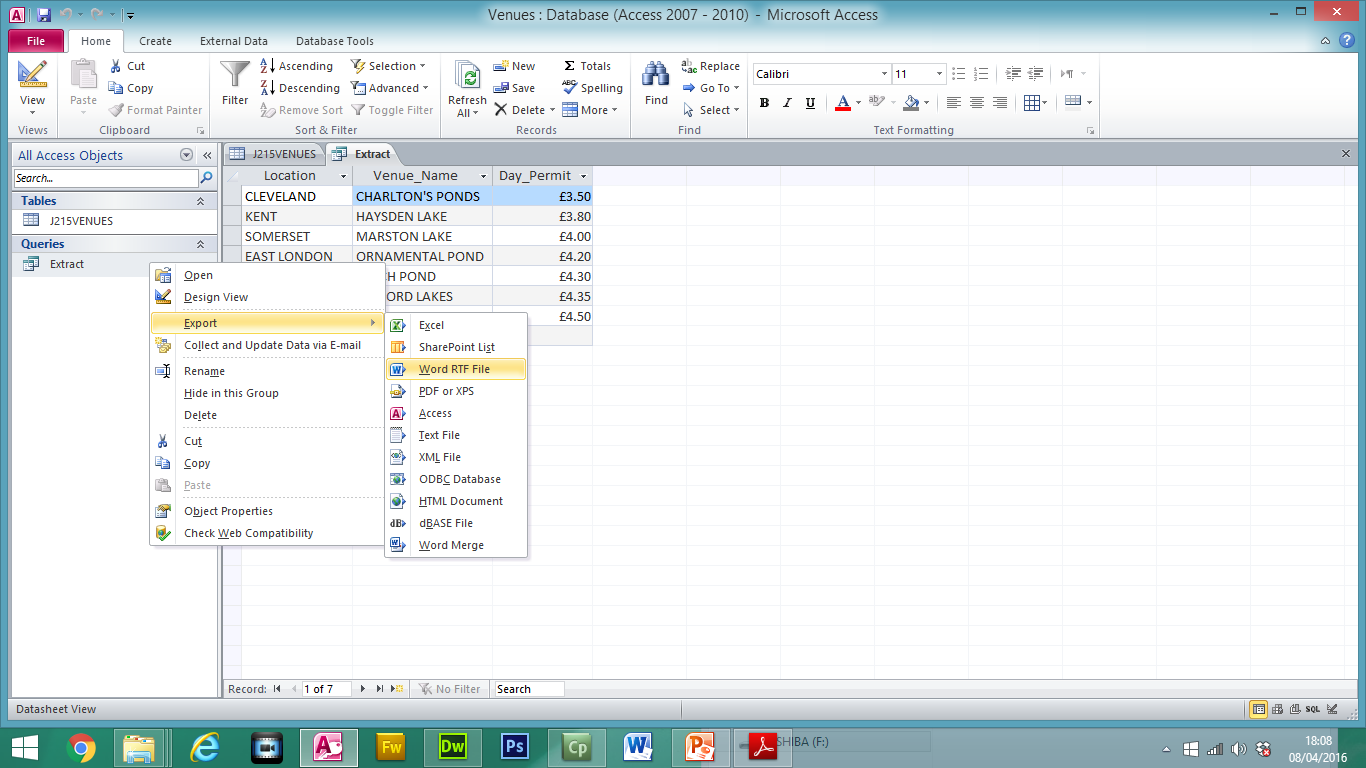 Venues : Database (Access 2007 - 2010) - Microsoft Access
File Home Create External Data Database Tools
View
Views
Paste
Cut
Copy
Format Painter
Clipboard
Filter
Ascending
Descending
Remove Sort
Selection
Advanced
Toggle Filter
Sort & Filter
Refresh
All
New
Save
Delete
Totals
Spelling
More
Records
Find
Replace
Go To
Select
Find
Calibri 11
B I U A ab
Text Formatting
All Access Objects
Search...
Tables
J215VENUES
Queries
Extract
J215VENUES Extract
Location Venue_Name Day_Permit
CLEVELAND CHARLTON'S PONDS £3.50
KENT HAYSDEN LAKE £3.80
SOMERSET MARSTON LAKE £4.00
EAST LONDON ORNAMENTAL POND £4.20
H POND £4.30
ORD LAKES £4.35
£4.50
Open
Design View
Export
Collect and Update Data via E-mail
Rename
Hide in this Group
Delete
Cut
Copy
Paste
Object Properties
Check Web Compatibility
Excel
SharePoint List
Word RTF File
PDF or XPS
Access
Text File
XML File
ODBC Database
HTML Document
dBASE File
Word Merge
Record: 1 of 7 No Filter Search
Datasheet View SQL
Fw Dw Ps Cp SHIBA (F:)
18:08
08/04/2016